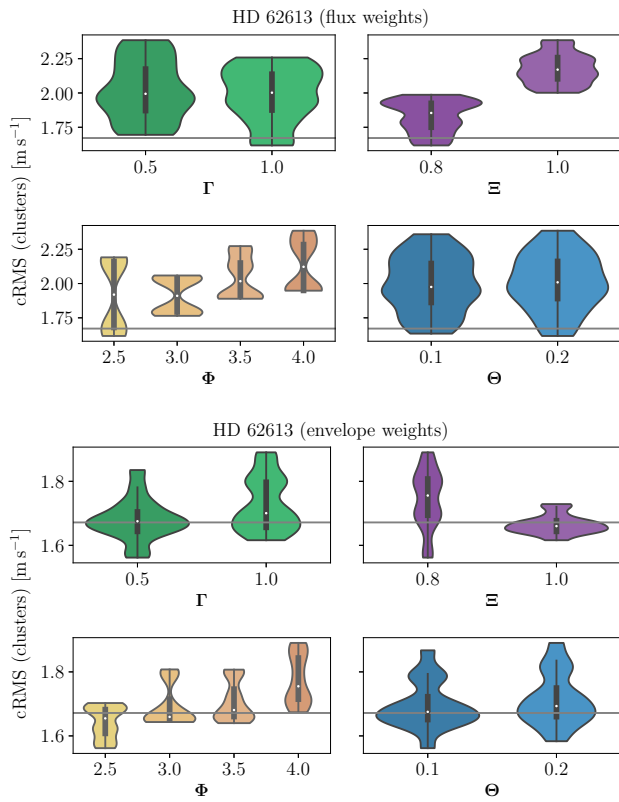 HD 62613 (flux weights)
cRMS (clusters) [m s⁻¹]
2.25
2.00
1.75
0.5 1.0
Γ
0.8 1.0
Ξ
2.25
2.00
1.75
2.5 3.0 3.5 4.0
Φ
0.1 0.2
Θ
HD 62613 (envelope weights)
cRMS (clusters) [m s⁻¹]
1.8
1.6
0.5 1.0
Γ
0.8 1.0
Ξ
1.8
1.6
2.5 3.0 3.5 4.0
Φ
0.1 0.2
Θ